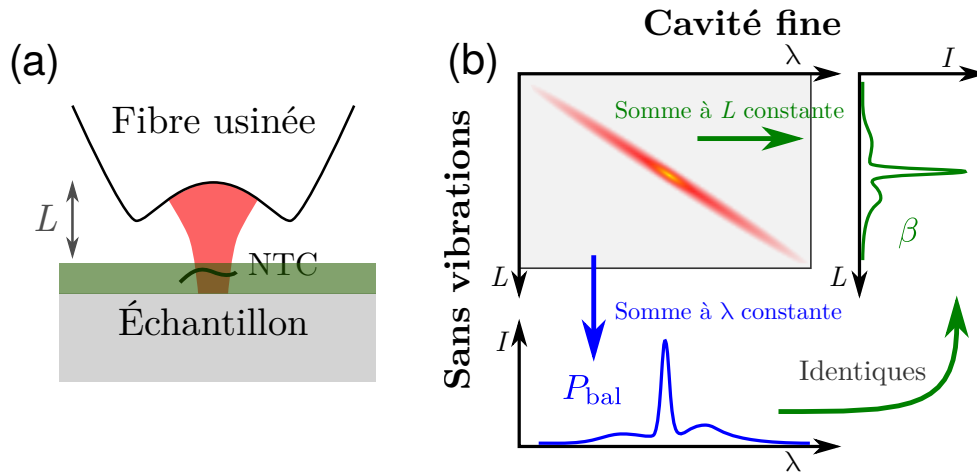 (a)
Fibre usinée
L
NTC
Échantillon
Cavité fine
(b)
Sans vibrations
λ
Somme à L constante
L
I
β
L
Somme à λ constante
I
P_bal
λ
Identiques